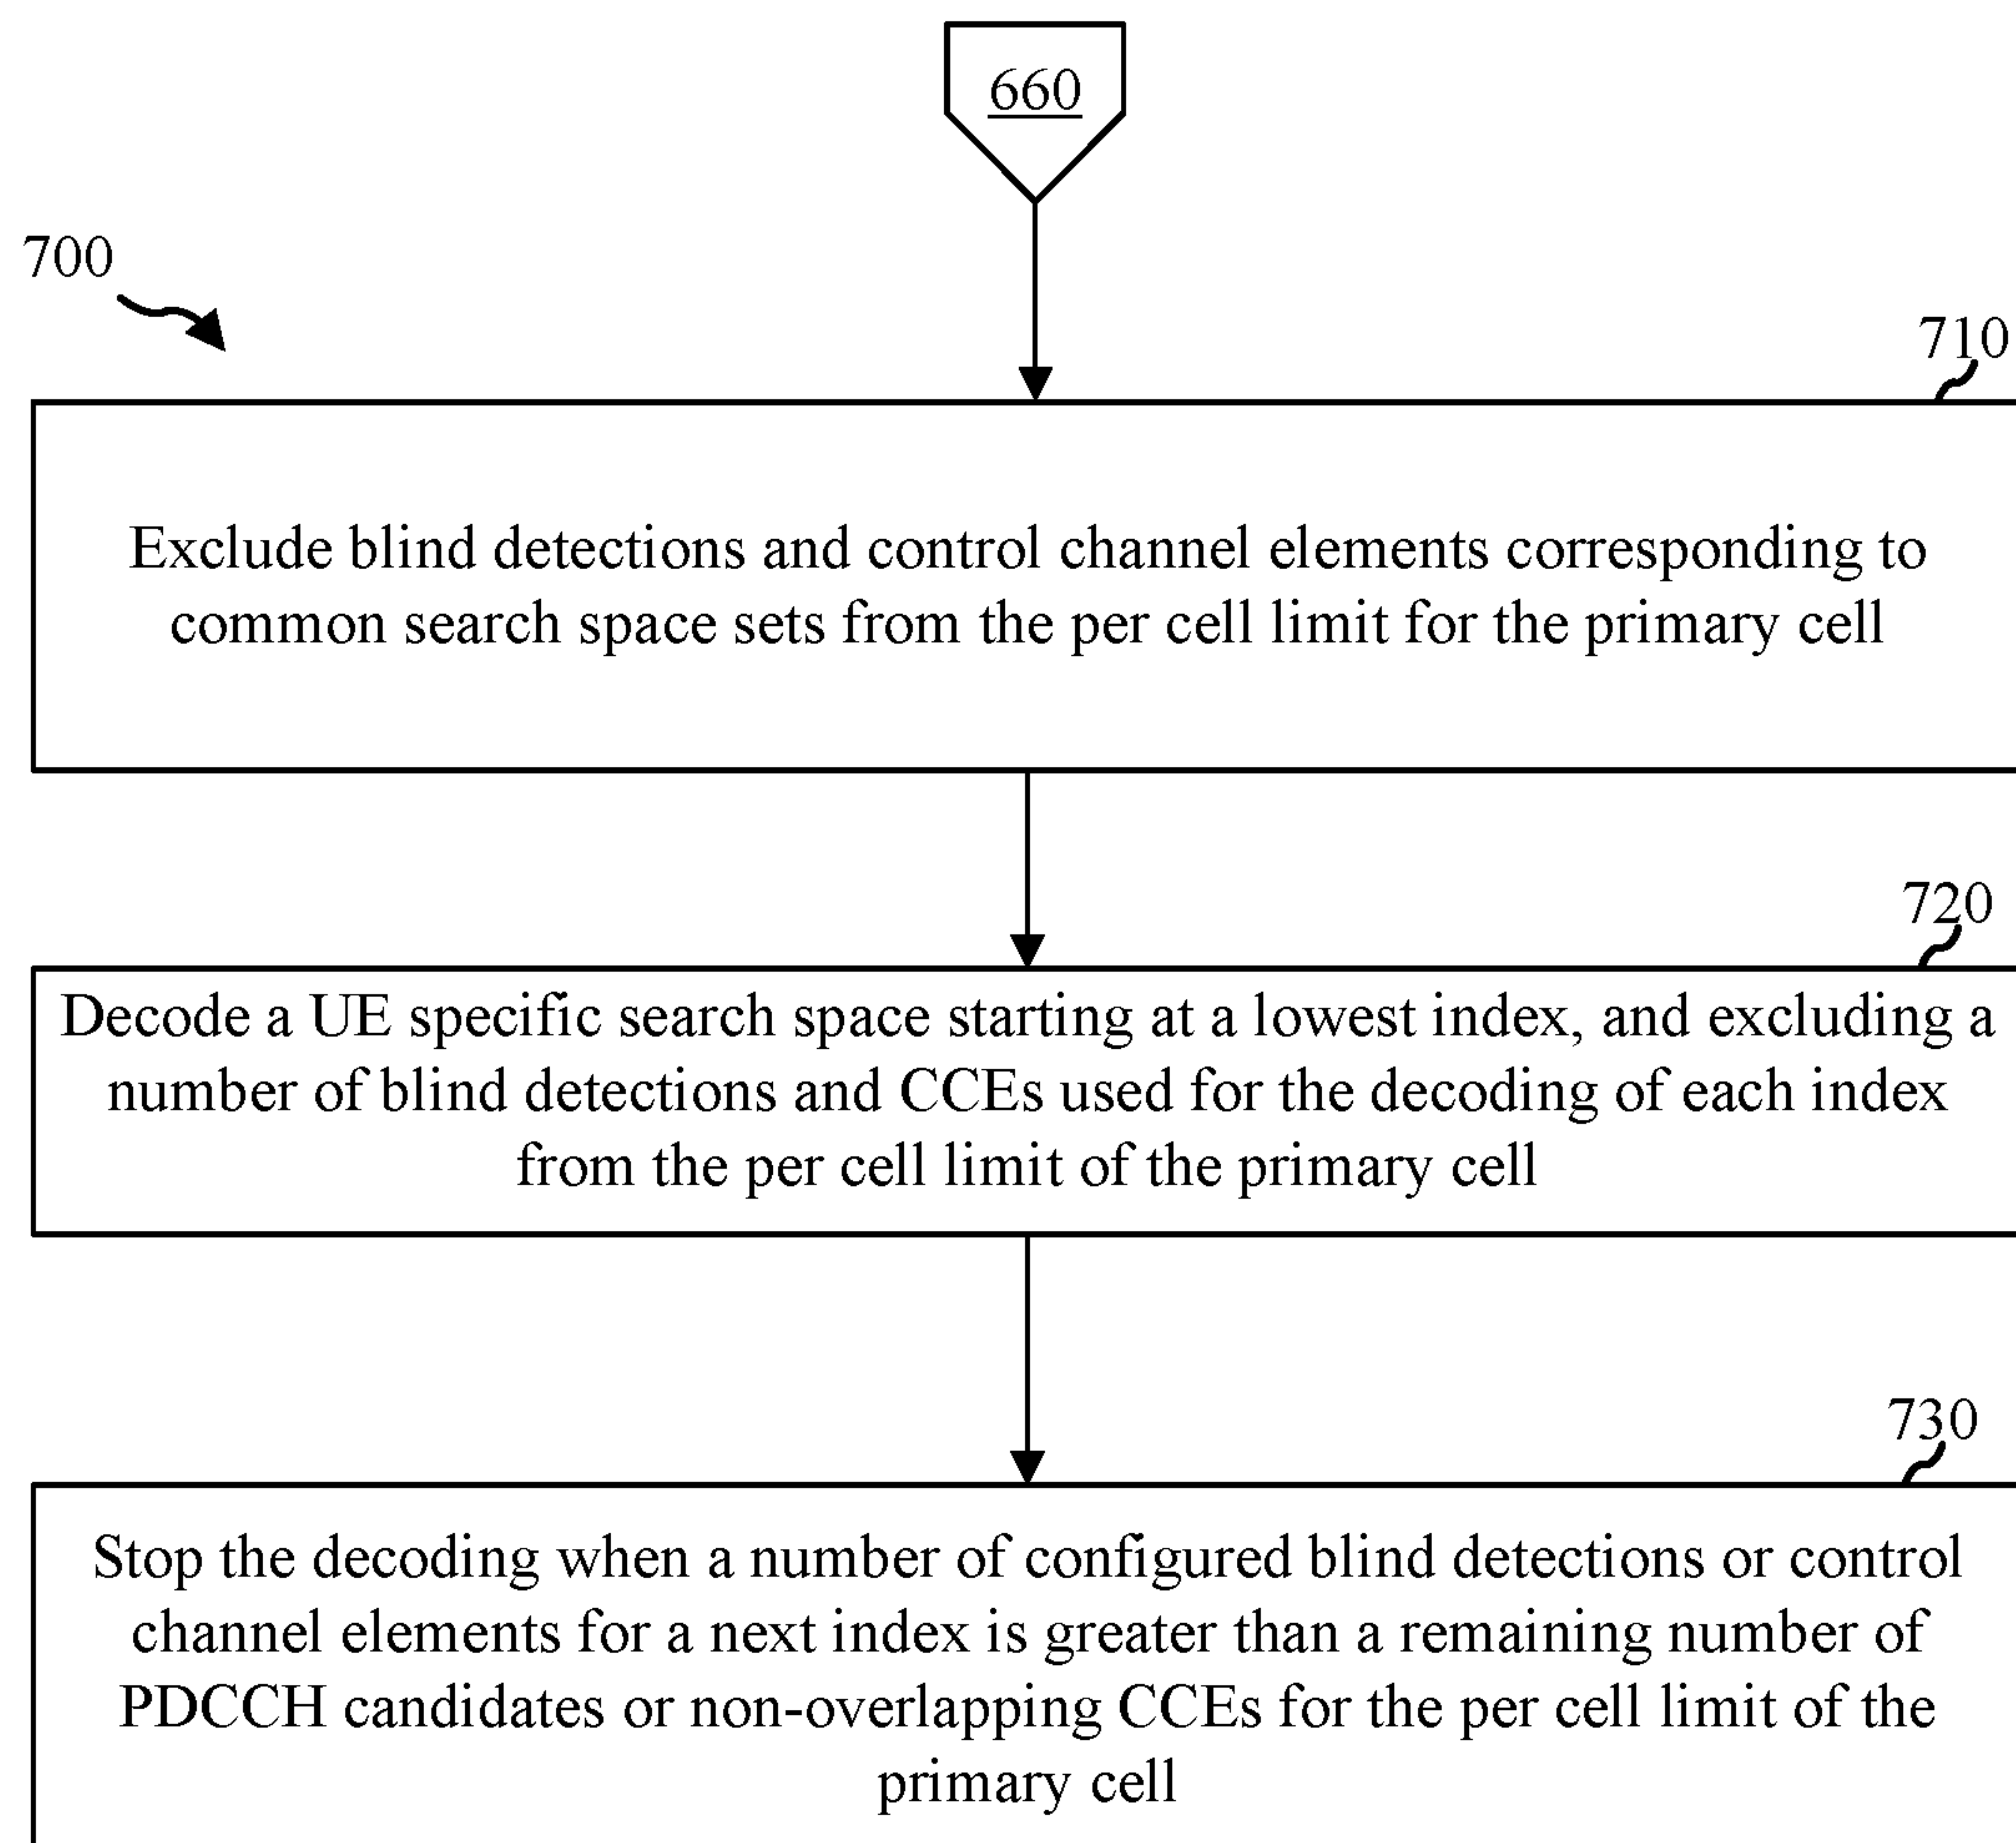 660
700
710
Exclude blind detections and control channel elements corresponding to
common search space sets from the per cell limit for the primary cell
720
Decode a UE specific search space starting at a lowest index, and excluding a
number of blind detections and CCEs used for the decoding of each index
from the per cell limit of the primary cell
730
Stop the decoding when a number of configured blind detections or control
channel elements for a next index is greater than a remaining number of
PDCCH candidates or non-overlapping CCEs for the per cell limit of the
primary cell